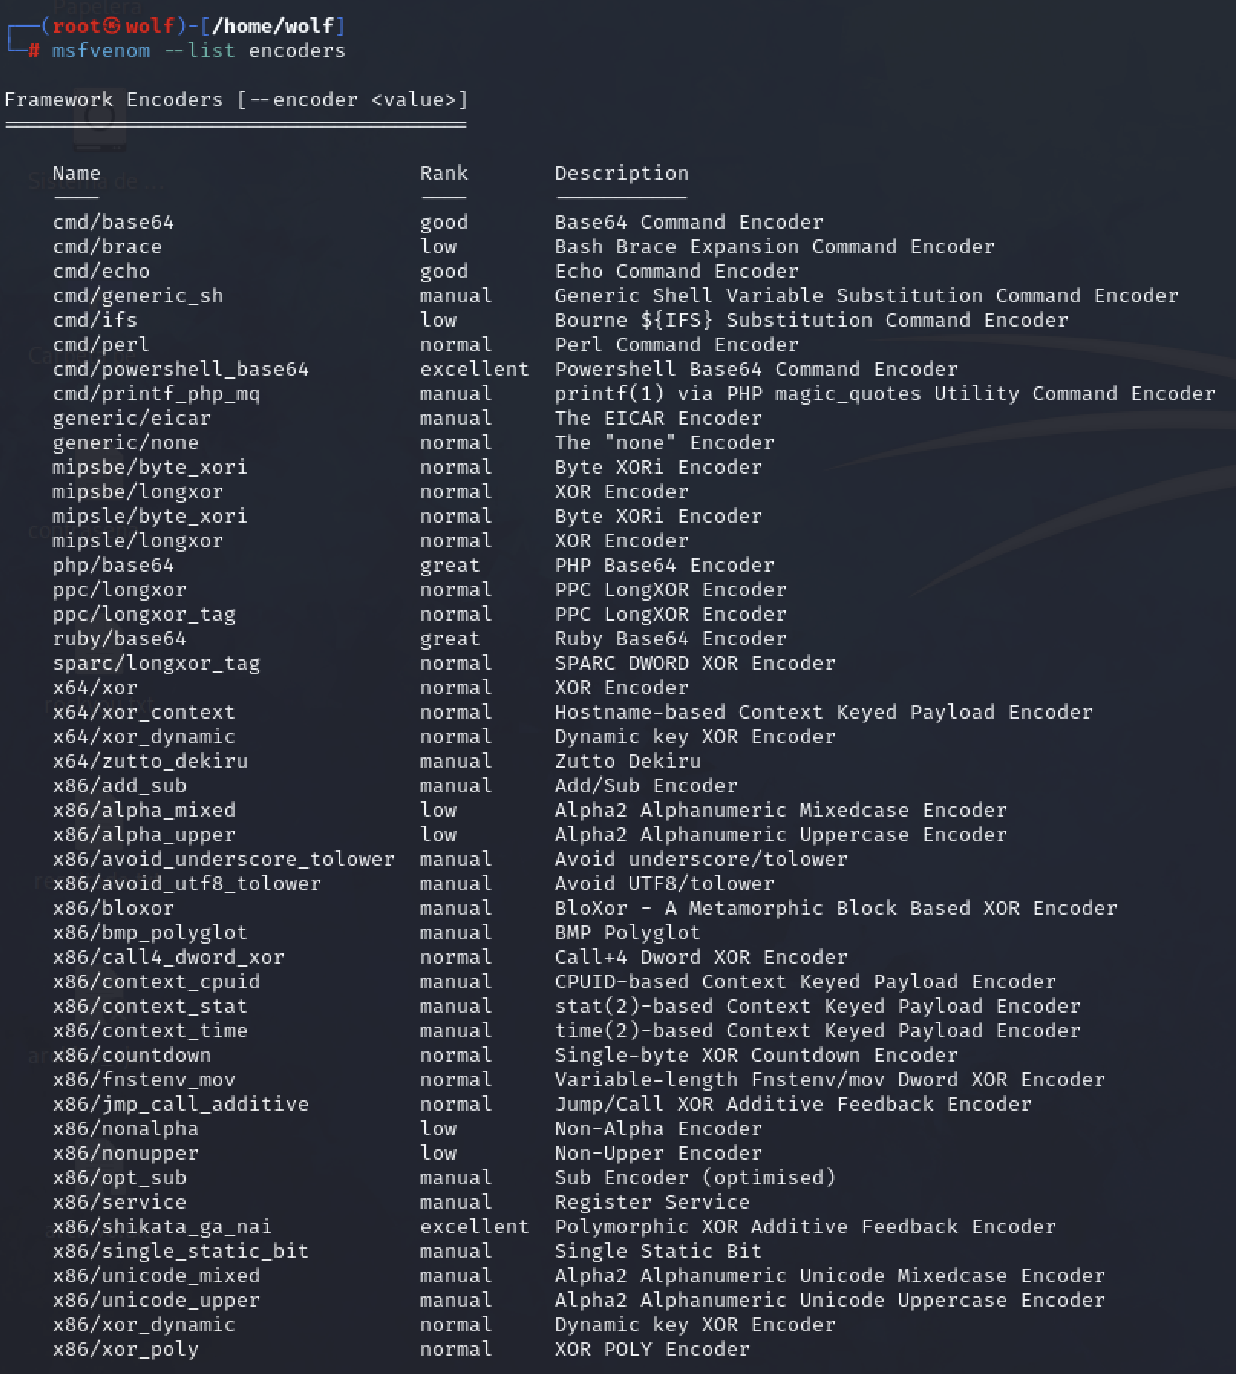 Papelera
┌──(root㉿wolf)-[/home/wolf]
└─# msfvenom --list encoders
Framework Encoders [--encoder <value>]
======================================
Name Rank Description
---- ---- -----------
cmd/base64 good Base64 Command Encoder
cmd/brace low Bash Brace Expansion Command Encoder
cmd/echo good Echo Command Encoder
cmd/generic_sh manual Generic Shell Variable Substitution Command Encoder
cmd/ifs low Bourne ${IFS} Substitution Command Encoder
cmd/perl normal Perl Command Encoder
cmd/powershell_base64 excellent Powershell Base64 Command Encoder
cmd/printf_php_mq manual printf(1) via PHP magic_quotes Utility Command Encoder
generic/eicar manual The EICAR Encoder
generic/none normal The "none" Encoder
mipsbe/byte_xori normal Byte XORi Encoder
mipsbe/longxor normal XOR Encoder
mipsle/byte_xori normal Byte XORi Encoder
mipsle/longxor normal XOR Encoder
php/base64 great PHP Base64 Encoder
ppc/longxor normal PPC LongXOR Encoder
ppc/longxor_tag normal PPC LongXOR Encoder
ruby/base64 great Ruby Base64 Encoder
sparc/longxor_tag normal SPARC DWORD XOR Encoder
x64/xor normal XOR Encoder
x64/xor_context normal Hostname-based Context Keyed Payload Encoder
x64/xor_dynamic normal Dynamic key XOR Encoder
x64/zutto_dekiru manual Zutto Dekiru
x86/add_sub manual Add/Sub Encoder
x86/alpha_mixed low Alpha2 Alphanumeric Mixedcase Encoder
x86/alpha_upper low Alpha2 Alphanumeric Uppercase Encoder
x86/avoid_underscore_tolower manual Avoid underscore/tolower
x86/avoid_utf8_tolower manual Avoid UTF8/tolower
x86/bloxor manual BloXor - A Metamorphic Block Based XOR Encoder
x86/bmp_polyglot manual BMP Polyglot
x86/call4_dword_xor normal Call+4 Dword XOR Encoder
x86/context_cpuid manual CPUID-based Context Keyed Payload Encoder
x86/context_stat manual stat(2)-based Context Keyed Payload Encoder
x86/context_time manual time(2)-based Context Keyed Payload Encoder
x86/countdown normal Single-byte XOR Countdown Encoder
x86/fnstenv_mov normal Variable-length Fnstenv/mov Dword XOR Encoder
x86/jmp_call_additive normal Jump/Call XOR Additive Feedback Encoder
x86/nonalpha low Non-Alpha Encoder
x86/nonupper low Non-Upper Encoder
x86/opt_sub manual Sub Encoder (optimised)
x86/service manual Register Service
x86/shikata_ga_nai excellent Polymorphic XOR Additive Feedback Encoder
x86/single_static_bit manual Single Static Bit
x86/unicode_mixed manual Alpha2 Alphanumeric Unicode Mixedcase Encoder
x86/unicode_upper manual Alpha2 Alphanumeric Unicode Uppercase Encoder
x86/xor_dynamic normal Dynamic key XOR Encoder
x86/xor_poly normal XOR POLY Encoder